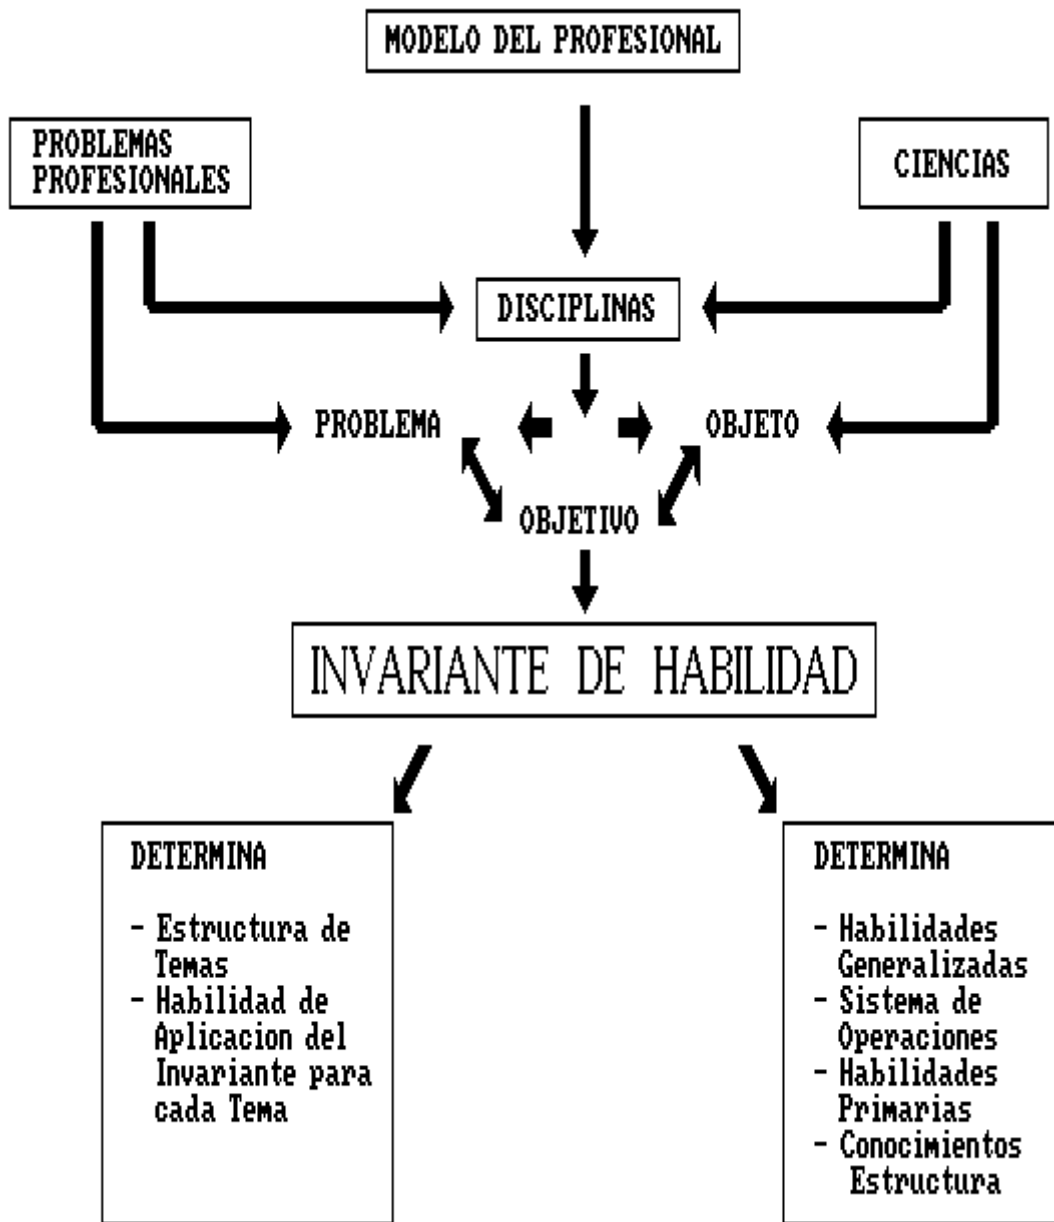 MODELO DEL PROFESIONAL
PROBLEMAS
PROFESIONALES
CIENCIAS
DISCIPLINAS
PROBLEMA
OBJETO
OBJETIVO
INVARIANTE DE HABILIDAD
DETERMINA
- Estructura de
Temas
- Habilidad de
Aplicacion del
Invariante para
cada Tema
DETERMINA
- Habilidades
Generalizadas
- Sistema de
Operaciones
- Habilidades
Primarias
- Conocimientos
Estructura